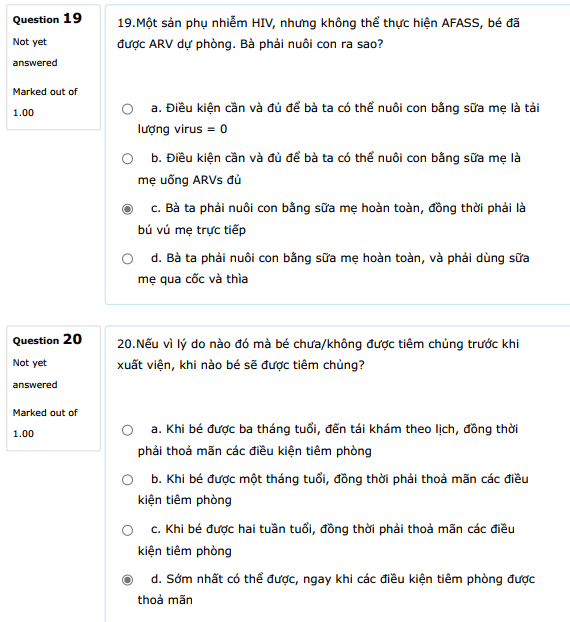 Question 19
Not yet
answered
Marked out of
1.00
19.Một sản phụ nhiễm HIV, nhưng không thể thực hiện AFASS, bé đã
được ARV dự phòng. Bà phải nuôi con ra sao?
a. Điều kiện cần và đủ để bà ta có thể nuôi con bằng sữa mẹ là tải
lượng virus = 0
b. Điều kiện cần và đủ để bà ta có thể nuôi con bằng sữa mẹ là
mẹ uống ARVs đủ
c. Bà ta phải nuôi con bằng sữa mẹ hoàn toàn, đồng thời phải là
bú vú mẹ trực tiếp
d. Bà ta phải nuôi con bằng sữa mẹ hoàn toàn, và phải dùng sữa
mẹ qua cốc và thìa
Question 20
Not yet
answered
Marked out of
1.00
20.Nếu vì lý do nào đó mà bé chưa/không được tiêm chủng trước khi
xuất viện, khi nào bé sẽ được tiêm chủng?
a. Khi bé được ba tháng tuổi, đến tái khám theo lịch, đồng thời
phải thoả mãn các điều kiện tiêm phòng
b. Khi bé được một tháng tuổi, đồng thời phải thoả mãn các điều
kiện tiêm phòng
c. Khi bé được hai tuần tuổi, đồng thời phải thoả mãn các điều
kiện tiêm phòng
d. Sớm nhất có thể được, ngay khi các điều kiện tiêm phòng được
thoả mãn